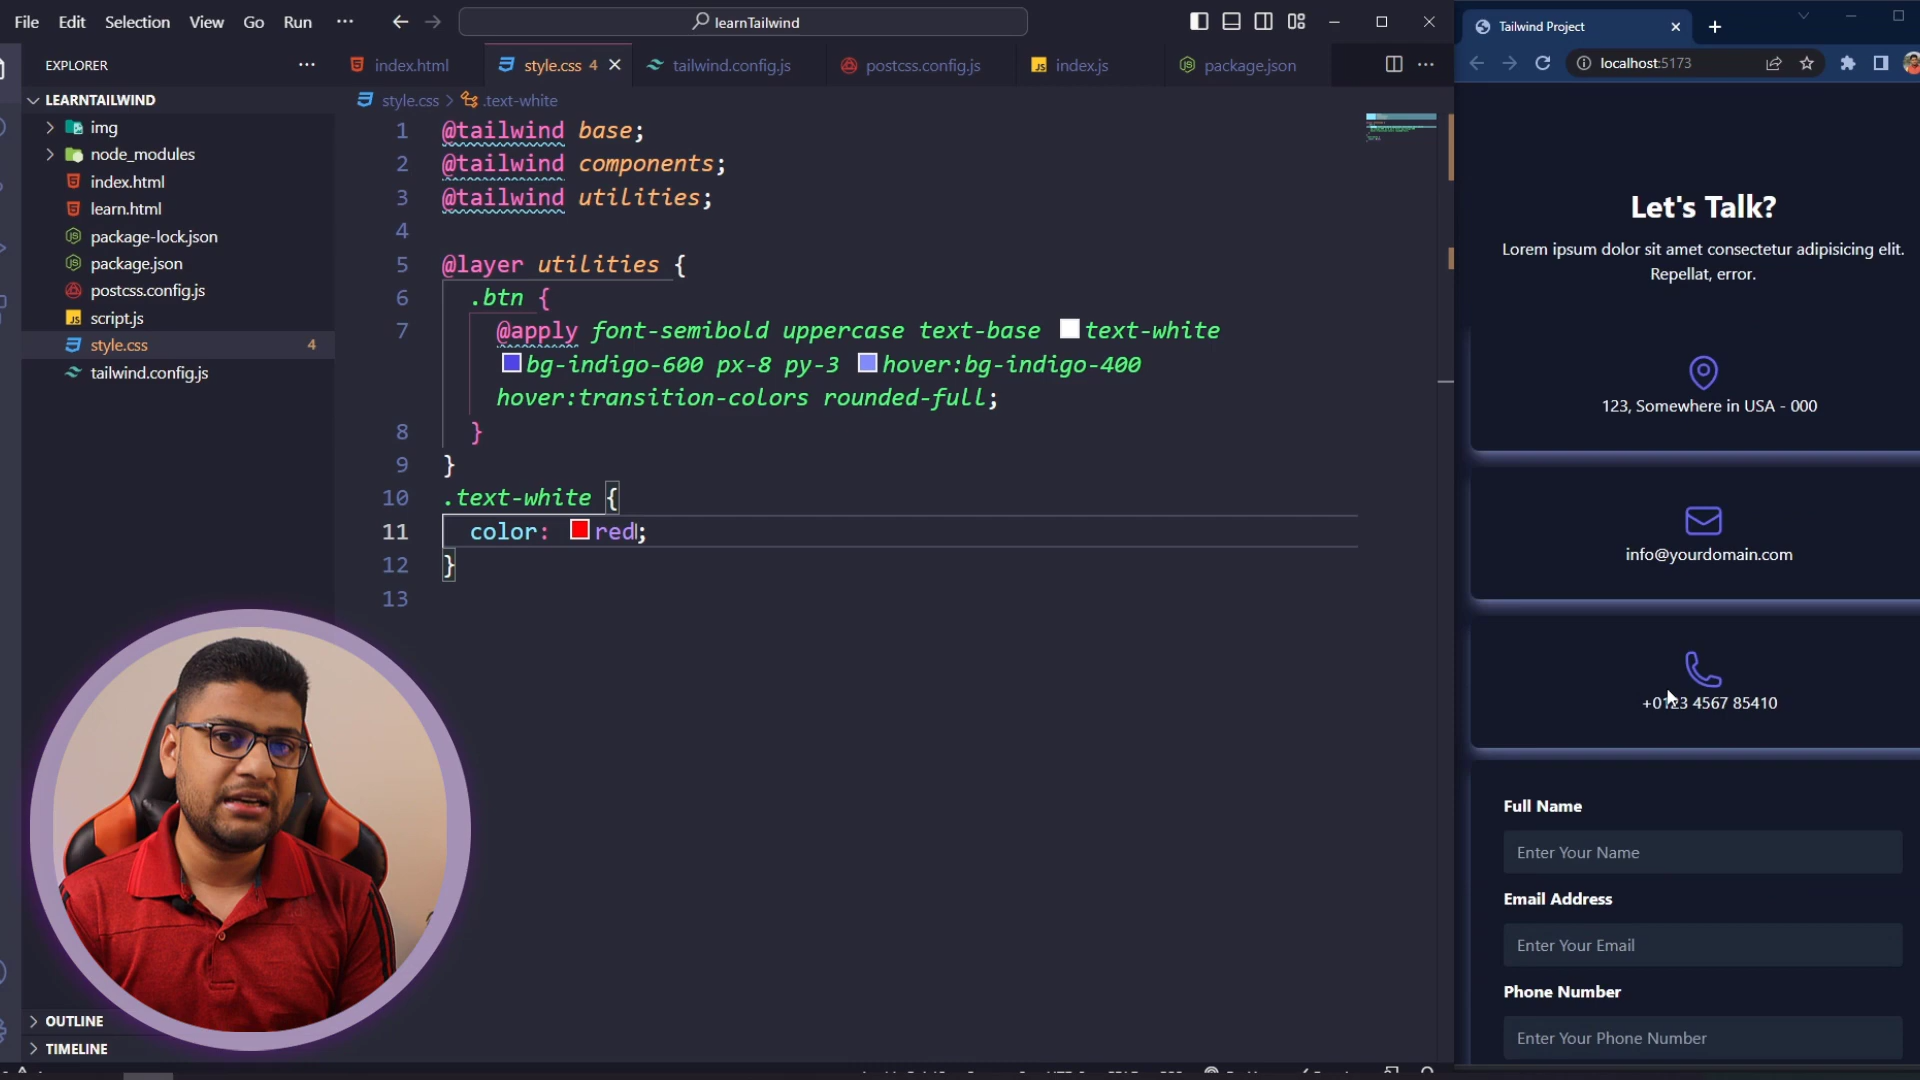 File Edit Selection View Go Run ··· learnTailwind
EXPLORER ···
LEARNTAILWIND
img
node_modules
index.html
learn.html
package-lock.json
package.json
postcss.config.js
script.js
style.css 4
tailwind.config.js
OUTLINE
TIMELINE
index.html style.css 4 tailwind.config.js postcss.config.js index.js package.json
style.css > .text-white
1 @tailwind base;
2 @tailwind components;
3 @tailwind utilities;
4
5 @layer utilities {
6 .btn {
7 @apply font-semibold uppercase text-base text-white
bg-indigo-600 px-8 py-3 hover:bg-indigo-400
hover:transition-colors rounded-full;
8 }
9 }
10 .text-white {
11 color: red;
12 }
13
Tailwind Project
localhost:5173
Let's Talk?
Lorem ipsum dolor sit amet consectetur adipisicing elit.
Repellat, error.
123, Somewhere in USA - 000
info@yourdomain.com
+0123 4567 85410
Full Name
Enter Your Name
Email Address
Enter Your Email
Phone Number
Enter Your Phone Number